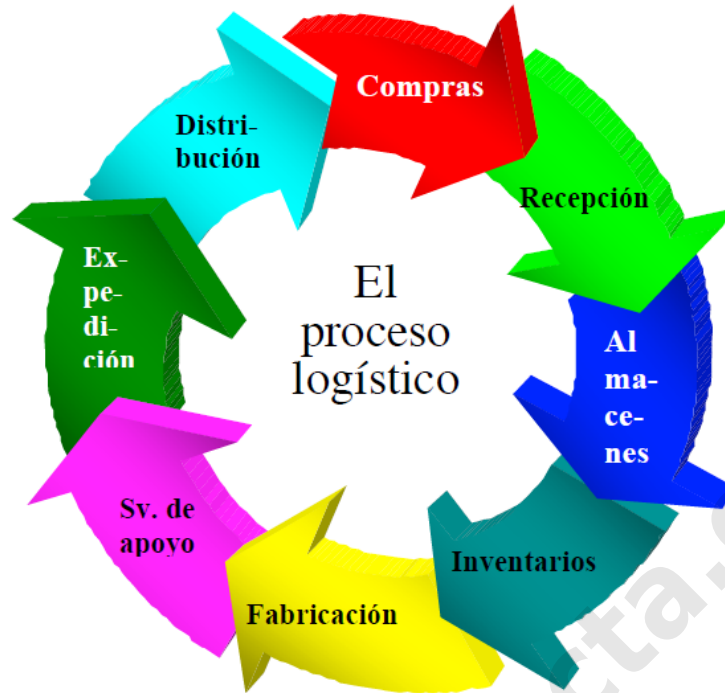 Compras
Distri-
bución
Recepción
Ex-
pe-
di-
ción
El
proceso
logístico
Al
ma-
ce-
nes
Sv. de
apoyo
Inventarios
Fabricación